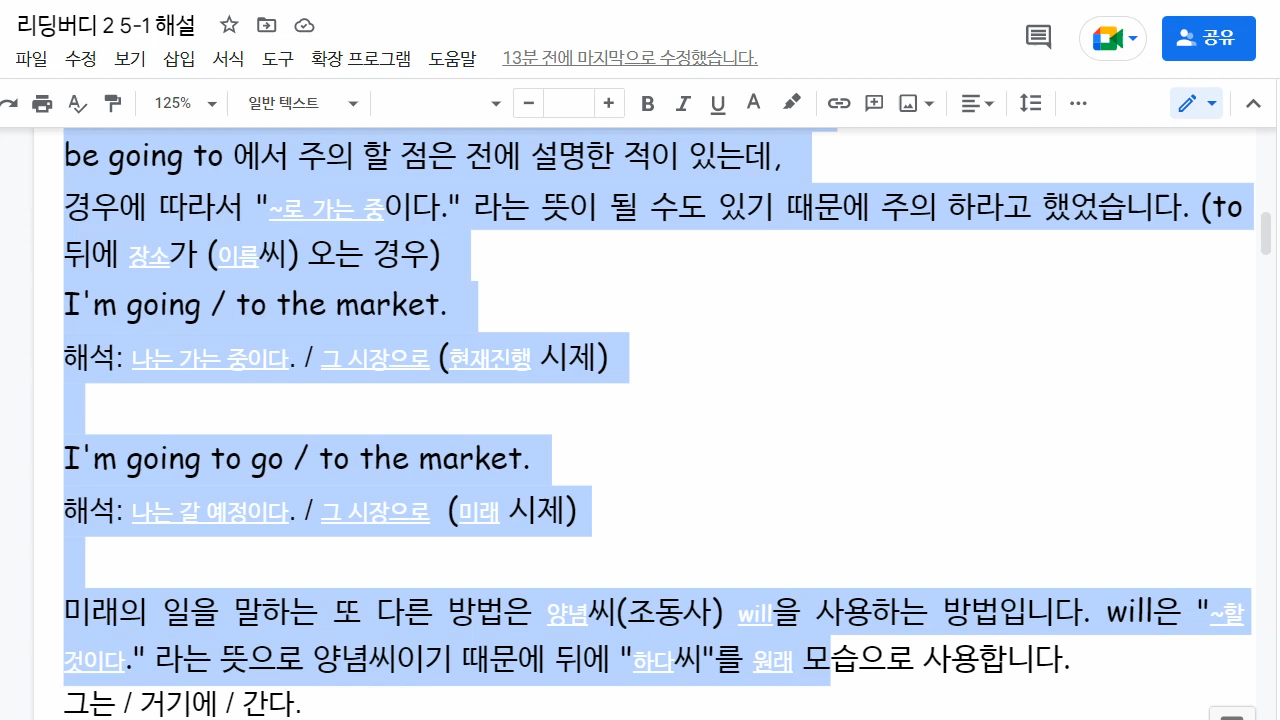 리딩버디 2 5-1 해설
파일 수정 보기 삽입 서식 도구 확장 프로그램 도움말 13분 전에 마지막으로 수정했습니다.
공유
125% 일반 텍스트 B I U A
be going to 에서 주의 할 점은 전에 설명한 적이 있는데,
경우에 따라서 "~로 가는 중이다." 라는 뜻이 될 수도 있기 때문에 주의 하라고 했었습니다. (to
뒤에 장소가 (이름씨) 오는 경우)
I'm going / to the market.
해석: 나는 가는 중이다. / 그 시장으로 (현재진행 시제)
I'm going to go / to the market.
해석: 나는 갈 예정이다. / 그 시장으로 (미래 시제)
미래의 일을 말하는 또 다른 방법은 양념씨(조동사) will을 사용하는 방법입니다. will은 "~할
것이다." 라는 뜻으로 양념씨이기 때문에 뒤에 "하다씨"를 원래 모습으로 사용합니다.
그는 / 거기에 / 간다.